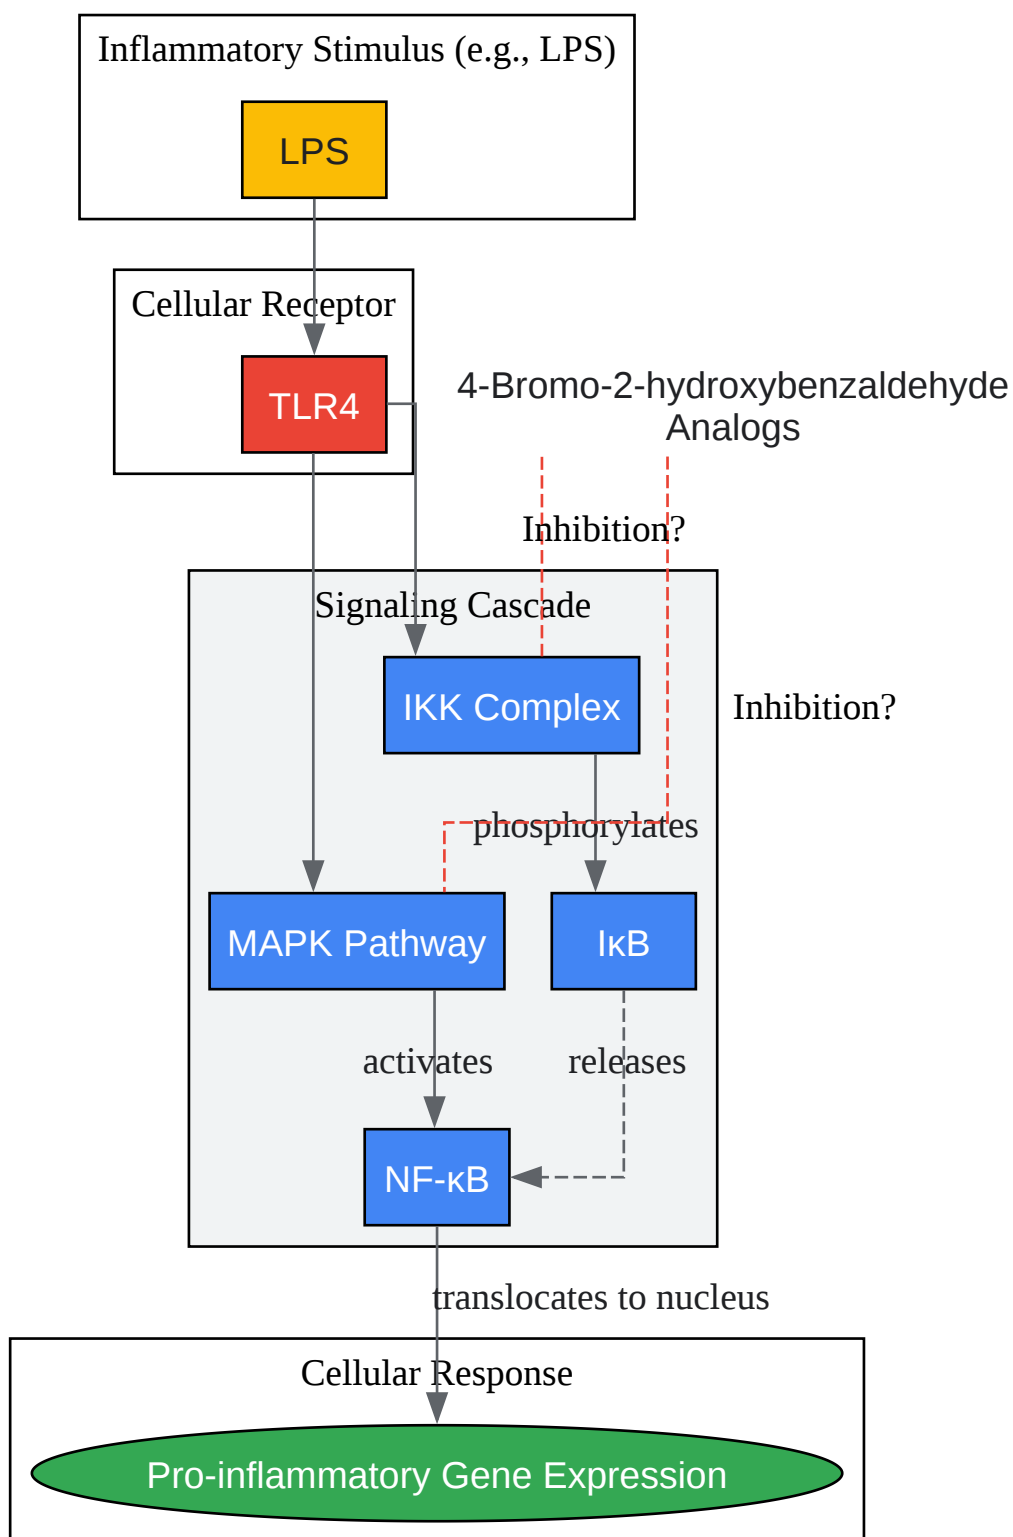 Inflammatory Stimulus (e.g., LPS)
LPS
Cellular Receptor
TLR4
4-Bromo-2-hydroxybenzaldehyde
Analogs
Inhibition?
Signaling Cascade
IKK Complex
Inhibition?
phosphorylates
MAPK Pathway
IκB
activates
releases
NF-κB
translocates to nucleus
Cellular Response
Pro-inflammatory Gene Expression